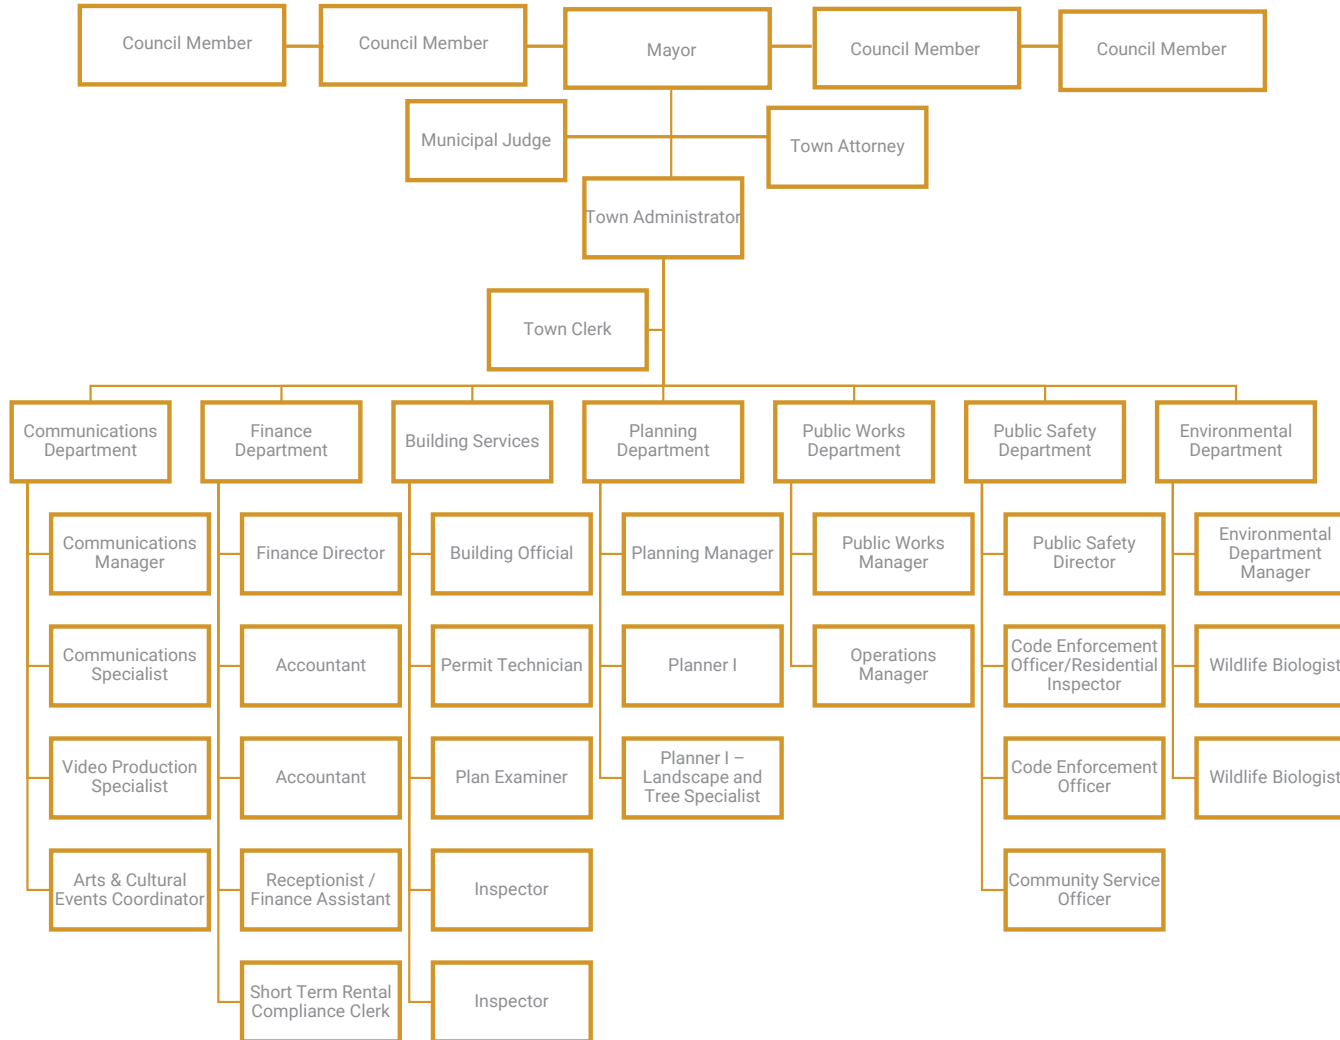 Council Member
Council Member
Mayor
Council Member
Council Member
Municipal Judge
Town Attorney
Town Administrator
Town Clerk
Communications
Department
Finance
Department
Building Services
Planning
Department
Public Works
Department
Public Safety
Department
Environmental
Department
Communications
Manager
Finance Director
Building Official
Planning Manager
Public Works
Manager
Public Safety
Director
Environmental
Department
Manager
Communications
Specialist
Accountant
Permit Technician
Planner I
Operations
Manager
Code Enforcement
Officer/Residential
Inspector
Wildlife Biologist
Video Production
Specialist
Accountant
Plan Examiner
Planner I –
Landscape and
Tree Specialist
Code Enforcement
Officer
Wildlife Biologist
Arts & Cultural
Events Coordinator
Receptionist /
Finance Assistant
Inspector
Community Service
Officer
Short Term Rental
Compliance Clerk
Inspector